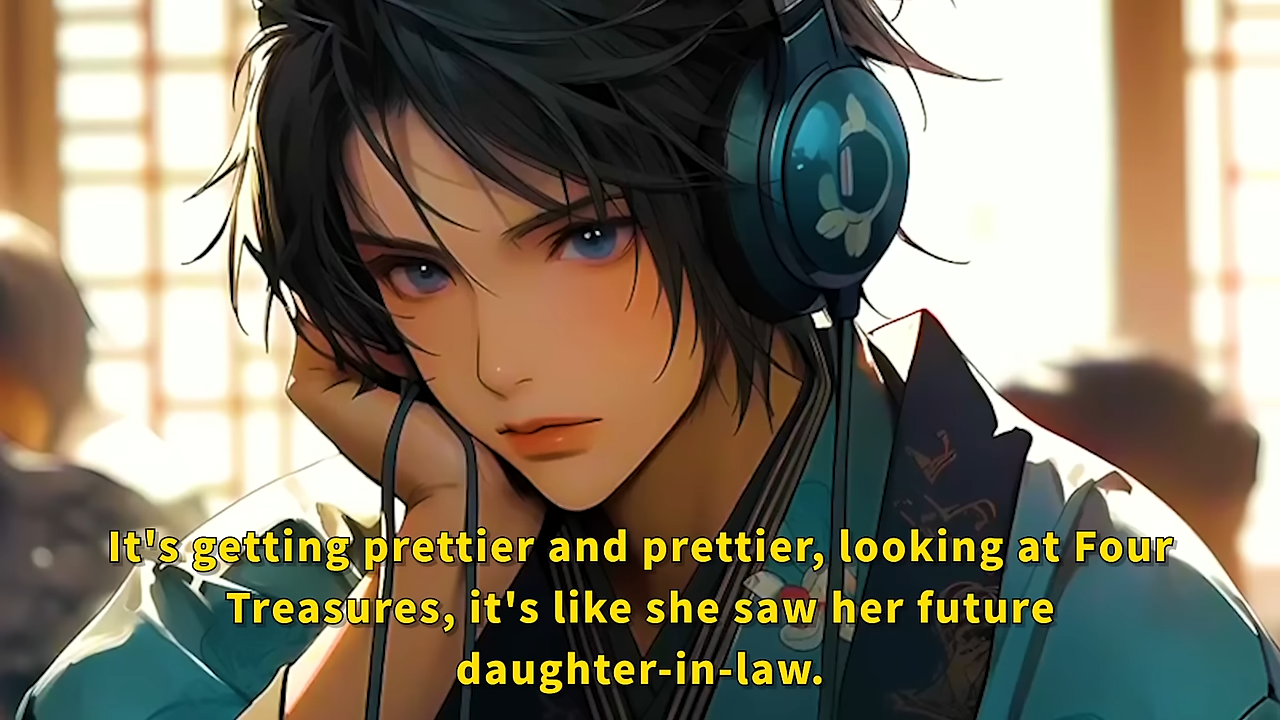 It's getting prettier and prettier, looking at Four
Treasures, it's like she saw her future
daughter-in-law.